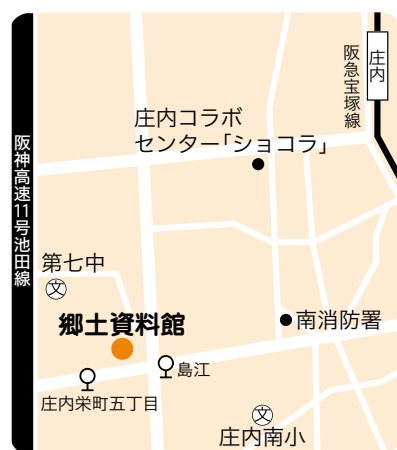 庄内
阪急宝塚線
庄内コラボ
センター「ショコラ」
阪神高速11号池田線
第七中
文
郷土資料館
南消防署
島江
庄内栄町五丁目
文
庄内南小